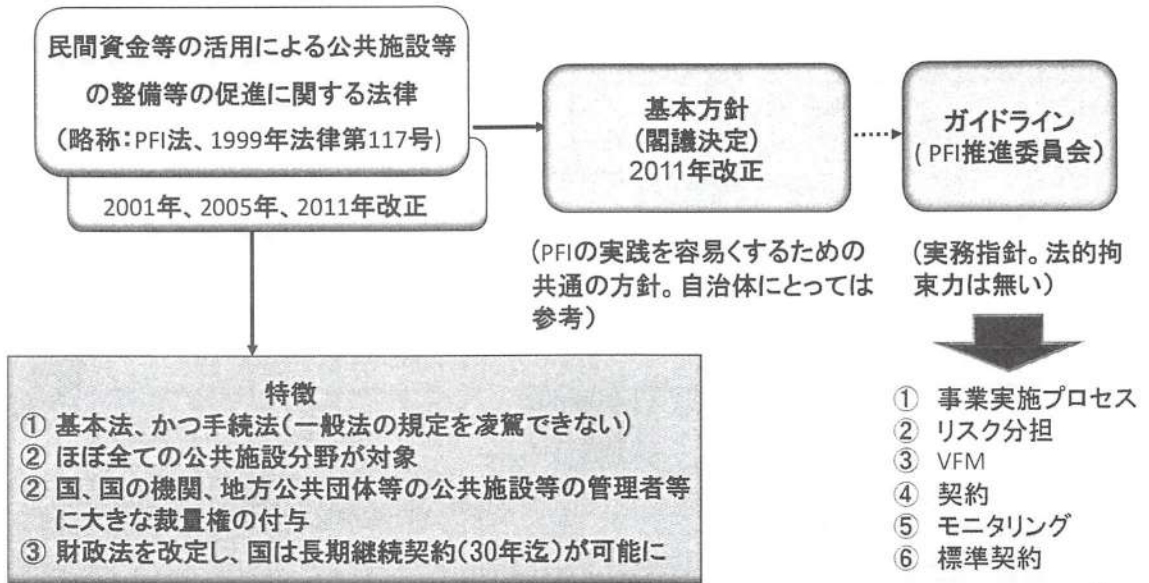 民間資金等の活用による公共施設等
の整備等の促進に関する法律
(略称:PFI法、1999年法律第117号)
2001年、2005年、2011年改正
基本方針
(閣議決定)
2011年改正
(PFIの実践を容易くするための
共通の方針。自治体にとっては
参考)
ガイドライン
( PFI推進委員会)
(実務指針。法的拘
束力は無い)
① 事業実施プロセス
② リスク分担
③ VFM
④ 契約
⑤ モニタリング
⑥ 標準契約
特徴
① 基本法、かつ手続法(一般法の規定を凌駕できない)
② ほぼ全ての公共施設分野が対象
② 国、国の機関、地方公共団体等の公共施設等の管理者等
に大きな裁量権の付与
③ 財政法を改定し、国は長期継続契約(30年迄)が可能に